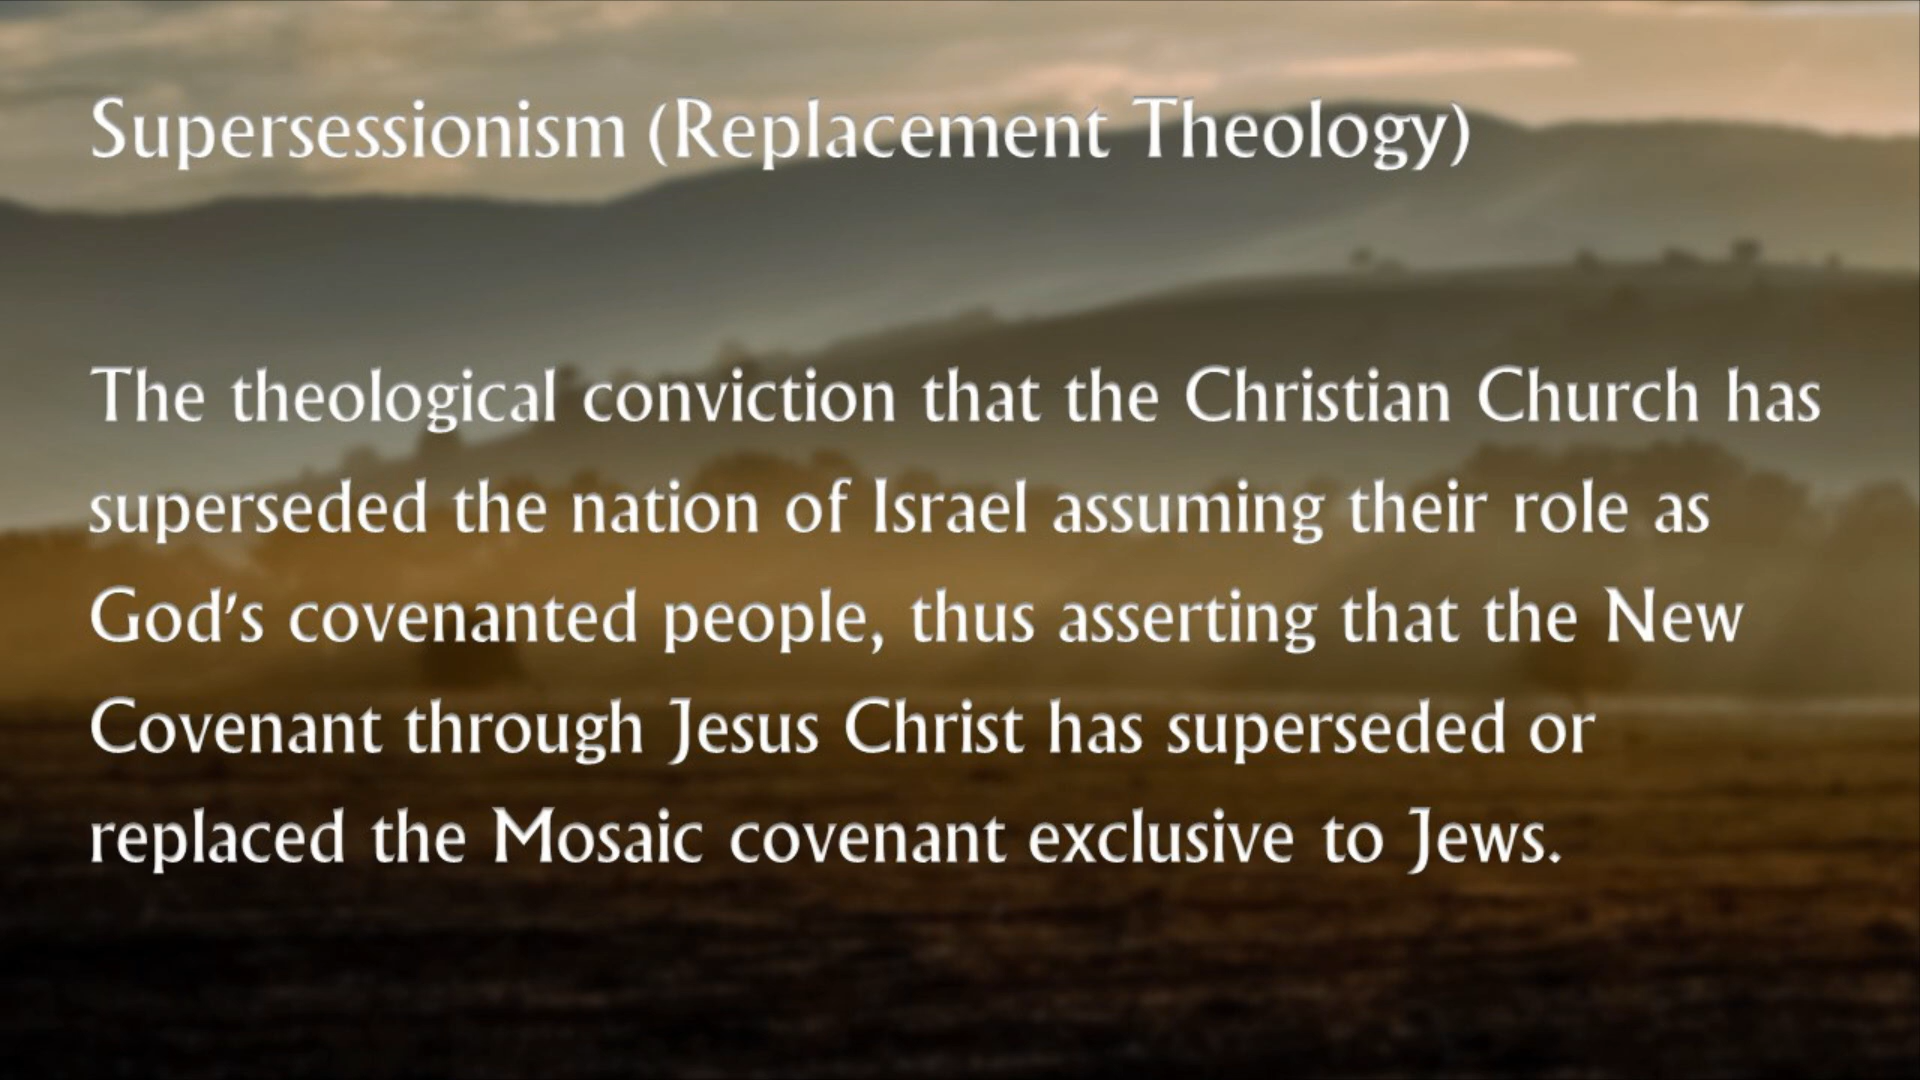 Supersessionism (Replacement Theology)
The theological conviction that the Christian Church has
superseded the nation of Israel assuming their role as
God's covenanted people, thus asserting that the New
Covenant through Jesus Christ has superseded or
replaced the Mosaic covenant exclusive to Jews.